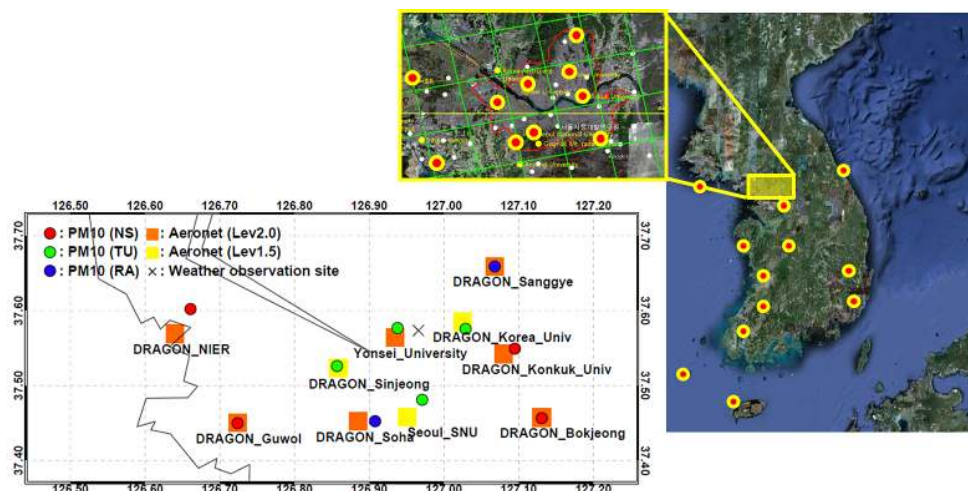 126.50 126.60 126.70 126.80 126.90 127.00 127.10 127.20
37.70 37.70
: PM10 (NS) : Aeronet (Lev2.0)
: PM10 (TU) : Aeronet (Lev1.5)
: PM10 (RA) × : Weather observation site
DRAGON_Sanggye
37.60 37.60
DRAGON_Korea_Univ
DRAGON_NIER
Yonsei_University
DRAGON_Konkuk_Univ
DRAGON_Sinjeong
37.50 37.50
DRAGON_Guwol DRAGON_Soha Seoul_SNU DRAGON_Bokjeong
37.40 37.40
126.50 126.60 126.70 126.80 126.90 127.00 127.10 127.20